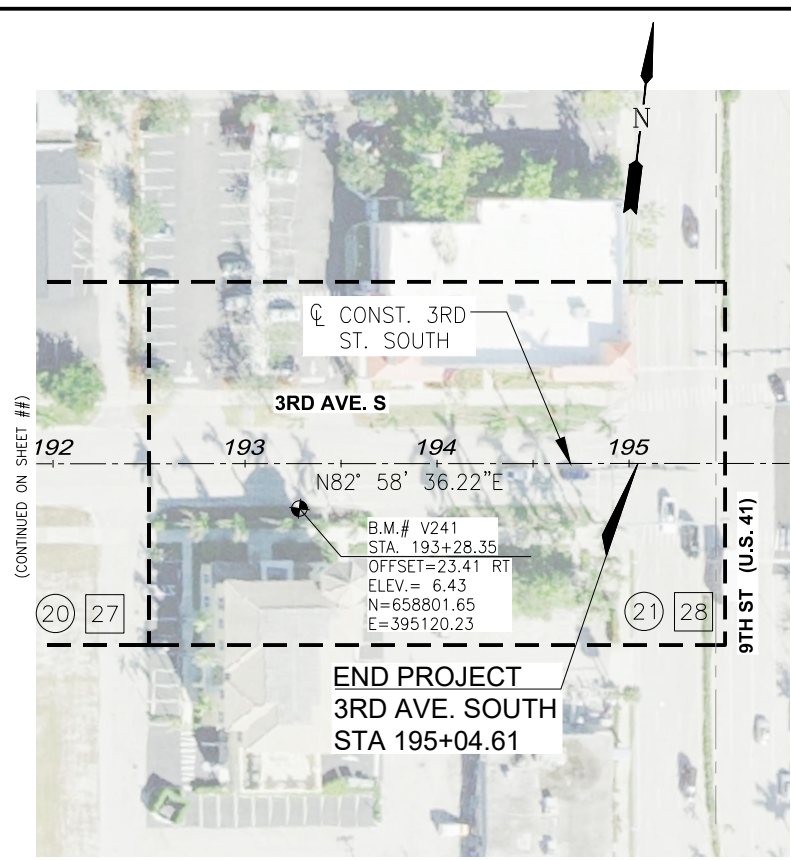 N
℄ CONST. 3RD
ST. SOUTH
(CONTINUED ON SHEET ##)
3RD AVE. S
192 193 194 195
N82° 58' 36.22"E
B.M.# V241
STA. 193+28.35
OFFSET=23.41 RT
ELEV.= 6.43
N=658801.65
E=395120.23
20 27
21 28
9TH ST (U.S. 41)
END PROJECT
3RD AVE. SOUTH
STA 195+04.61